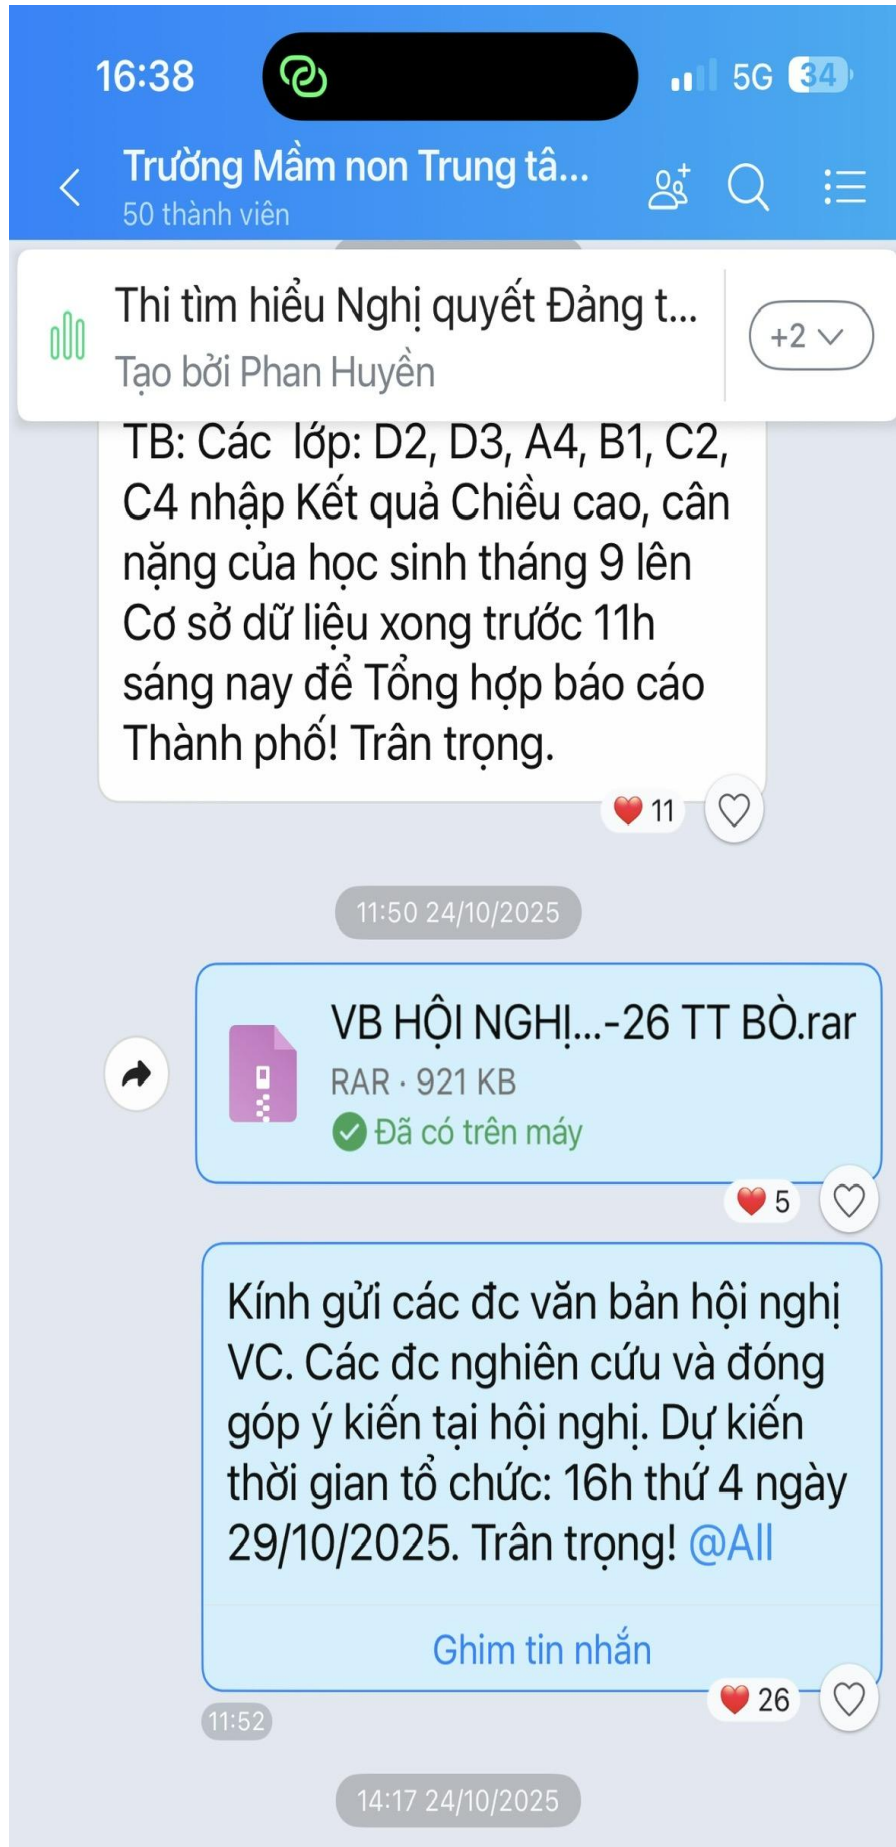 16:38
5G 34
Trường Mầm non Trung tâ...
50 thành viên
Thi tìm hiểu Nghị quyết Đảng t...
Tạo bởi Phan Huyền
+2
TB: Các lớp: D2, D3, A4, B1, C2,
C4 nhập Kết quả Chiều cao, cân
nặng của học sinh tháng 9 lên
Cơ sở dữ liệu xong trước 11h
sáng nay để Tổng hợp báo cáo
Thành phố! Trân trọng.
11
11:50 24/10/2025
VB HỘI NGHỊ...-26 TT BÒ.rar
RAR · 921 KB
Đã có trên máy
5
Kính gửi các đc văn bản hội nghị
VC. Các đc nghiên cứu và đóng
góp ý kiến tại hội nghị. Dự kiến
thời gian tổ chức: 16h thứ 4 ngày
29/10/2025. Trân trọng! @All
Ghim tin nhắn
26
11:52
14:17 24/10/2025